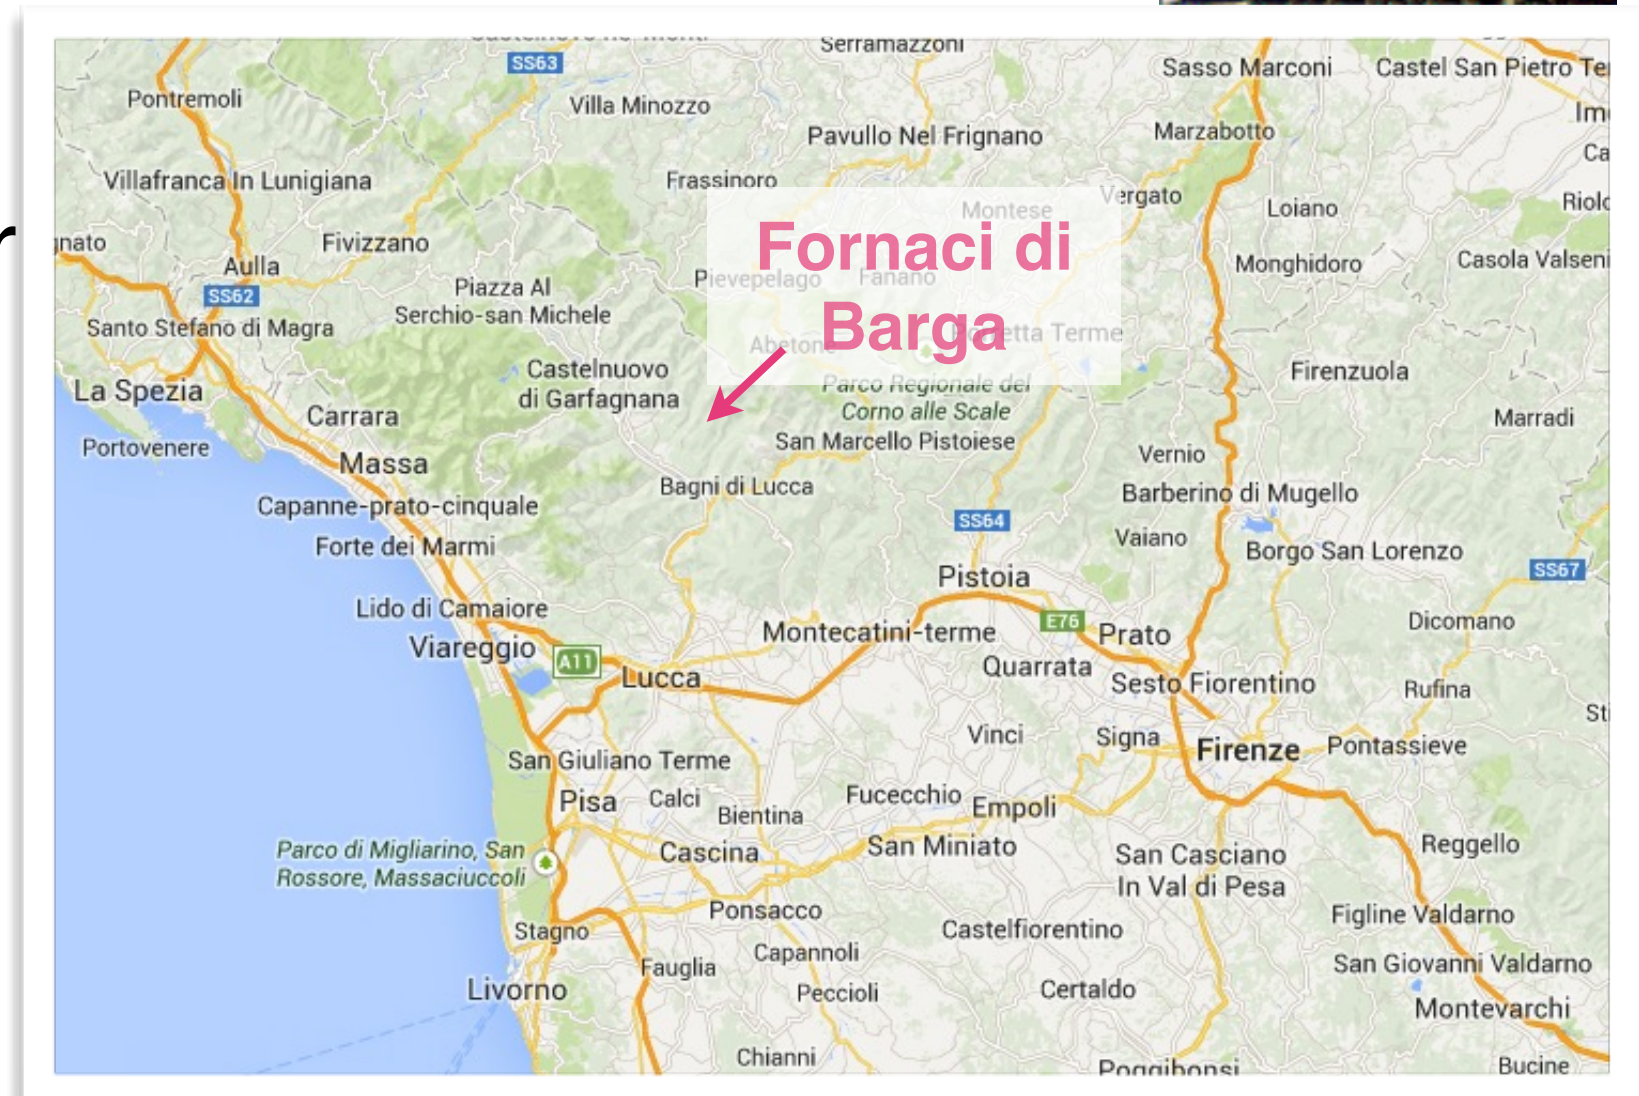 Serramazzoni
SS63
Sasso Marconi
Castel San Pietro
Pontremoli
Villa Minozzo
Pavullo Nel Frignano
Marzabotto
Villafranca In Lunigiana
Frassinoro
Vergato
Montese
Loiano
Fornaci di
Barga
Fivizzano
Aulla
SS62
Piazza Al
Serchio-san Michele
Pievepelago
Fanano
Monghidoro
Casola Valseni
Santo Stefano di Magra
Abetone
Porretta Terme
La Spezia
Castelnuovo
di Garfagnana
Parco Regionale del
Corno alle Scale
Firenzuola
Carrara
Marradi
Portovenere
San Marcello Pistoiese
Vernio
Massa
Bagni di Lucca
Barberino di Mugello
Capanne-prato-cinquale
SS64
Forte dei Marmi
Vaiano
Borgo San Lorenzo
SS67
Pistoia
Lido di Camaiore
Viareggio
Montecatini-terme
E76
Prato
Dicomano
A11
Lucca
Quarrata
Sesto Fiorentino
Rufina
Vinci
Signa
Firenze
Pontassieve
San Giuliano Terme
Pisa
Calci
Bientina
Fucecchio
Empoli
Parco di Migliarino, San
Rossore, Massaciuccoli
Cascina
San Miniato
San Casciano
In Val di Pesa
Reggello
Ponsacco
Castelfiorentino
Figline Valdarno
Stagno
Capannoli
Fauglia
San Giovanni Valdarno
Livorno
Peccioli
Certaldo
Montevarchi
Chianni
Poggibonsi
Bucine